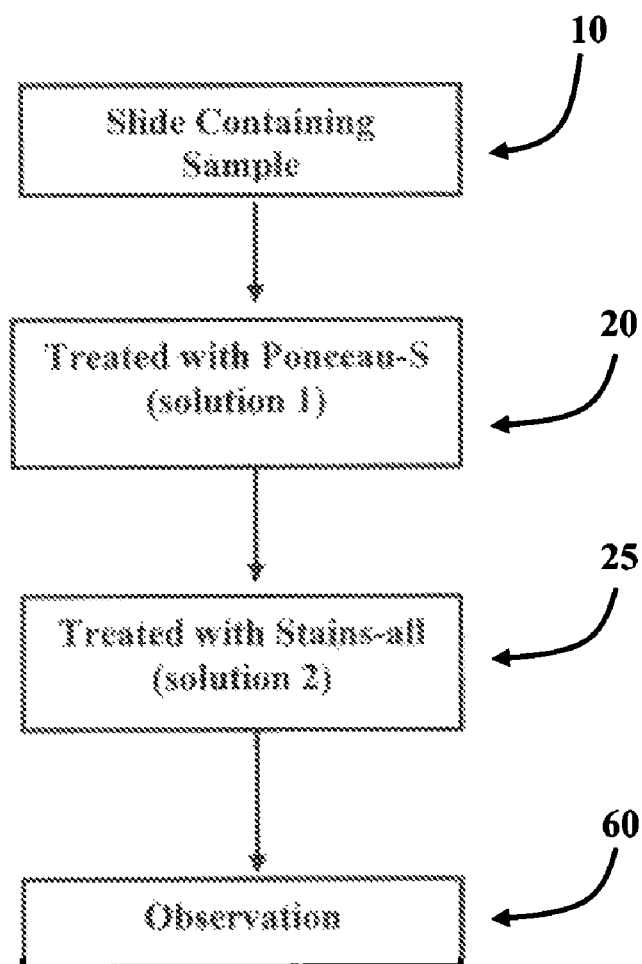 10
Slide Containing
Sample
20
Treated with Ponceau-S
(solution 1)
25
Treated with Stains-all
(solution 2)
60
Observation